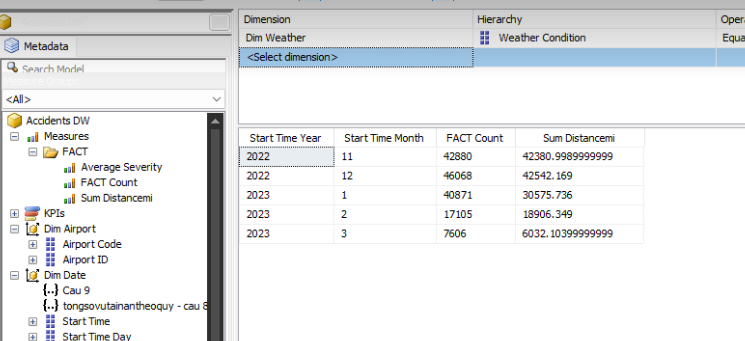 Dimension Hierarchy Opera
Dim Weather Weather Condition Equa
<Select dimension>
Metadata
Search Model
<All>
Accidents DW
Measures
FACT
Average Severity
FACT Count
Sum Distancemi
KPIs
Dim Airport
Airport Code
Airport ID
Dim Date
Cau 9
tongsovutainantheoquy - cau 8
Start Time
Start Time Day
Start Time Year Start Time Month FACT Count Sum Distancemi
2022 11 42880 42380.9989999999
2022 12 46068 42542.169
2023 1 40871 30575.736
2023 2 17105 18906.349
2023 3 7606 6032.10399999999